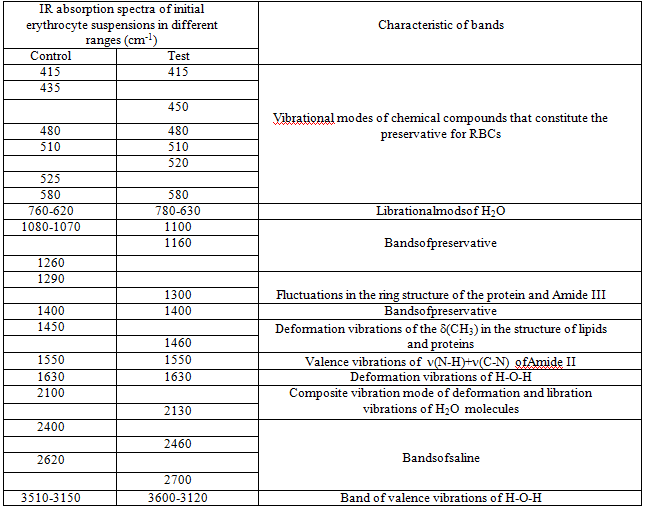 IR absorption spectra of initial
erythrocyte suspensions in different
ranges (cm-1)
Characteristic of bands
Control Test
415 415
435
450
Vibrational modes of chemical compounds that constitute the
preservative for RBCs
480 480
510 510
520
525
580 580
760-620 780-630 Librationalmodsof H2O
1080-1070 1100
1160 Bandsofpreservative
1260
1290
1300 Fluctuations in the ring structure of the protein and Amide III
1400 1400 Bandsofpreservative
1450 Deformation vibrations of the δ(CH3) in the structure of lipids
and proteins
1460
1550 1550 Valence vibrations of ν(N-H)+ν(C-N) ofAmide II
1630 1630 Deformation vibrations of H-O-H
2100 Composite vibration mode of deformation and libration
2130 vibrations of H2O molecules
2400
2460
2620 Bandsofsaline
2700
3510-3150 3600-3120 Band of valence vibrations of H-O-H